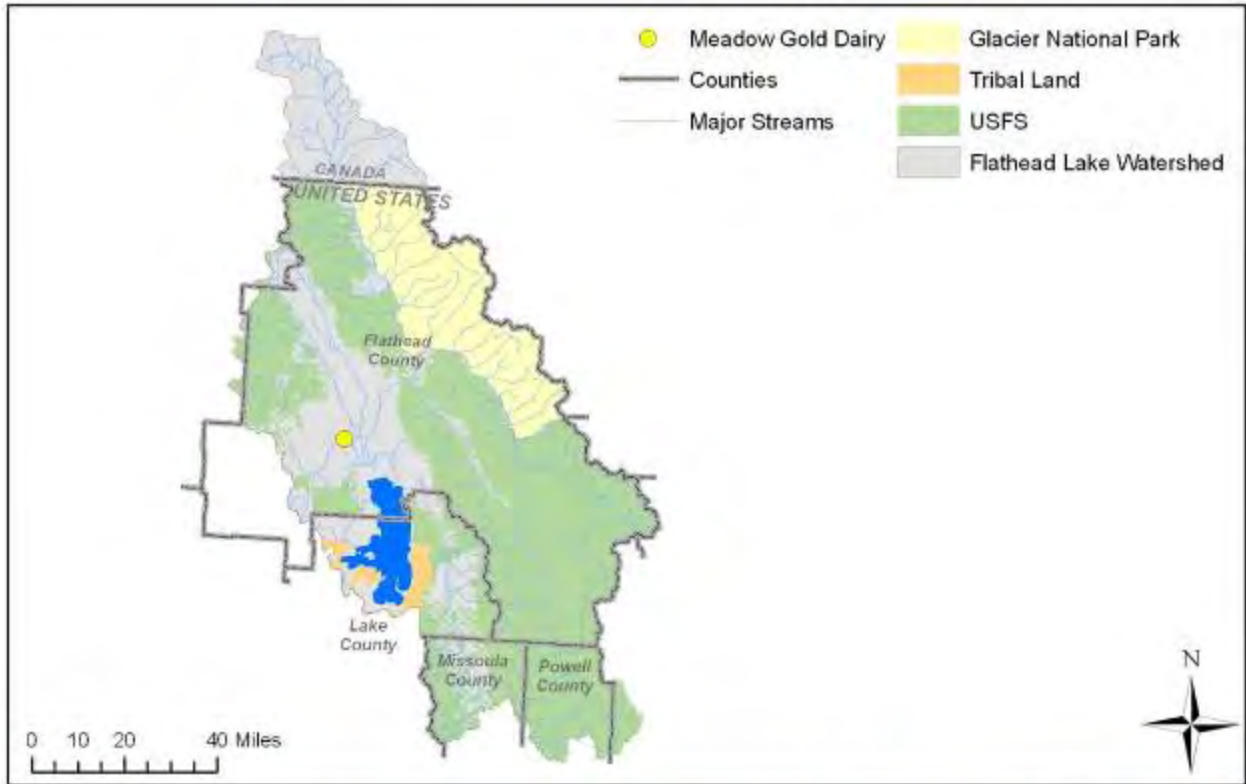 Meadow Gold Dairy
Counties
Major Streams
Glacier National Park
Tribal Land
USFS
Flathead Lake Watershed
CANADA
UNITED STATES
Flathead
County
Lake
County
Missoula
County
Powell
County
N
0 10 20 40 Miles